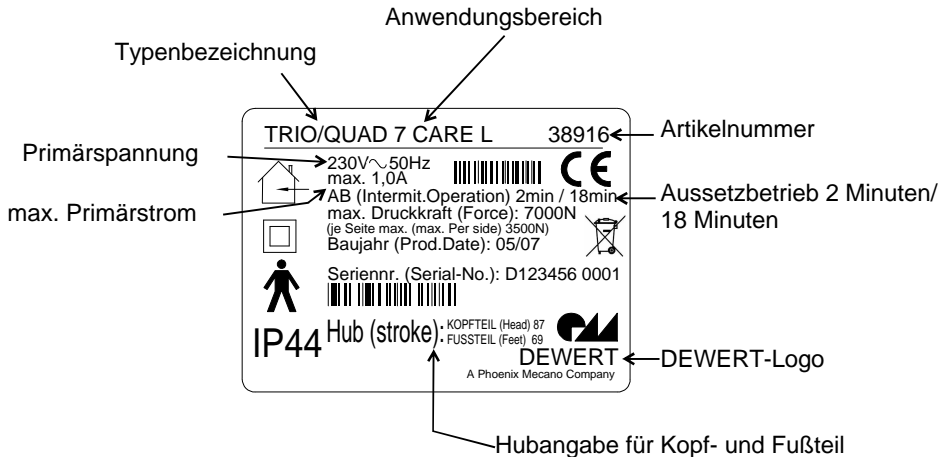 Anwendungsbereich
Typenbezeichnung
TRIO/QUAD 7 CARE L 38916
Artikelnummer
Primärspannung
230V~50Hz
max. 1,0A
CE
max. Primärstrom
AB (Intermit.Operation) 2min / 18min
Aussetzbetrieb 2 Minuten/
18 Minuten
max. Druckkraft (Force): 7000N
(je Seite max. (max. Per side) 3500N)
Baujahr (Prod.Date): 05/07
Seriennr. (Serial-No.): D123456 0001
IP44
Hub (stroke): KOPFTEIL (Head) 87
FUSSTEIL (Feet) 69
DEWERT
A Phoenix Mecano Company
DEWERT-Logo
Hubangabe für Kopf- und Fußteil